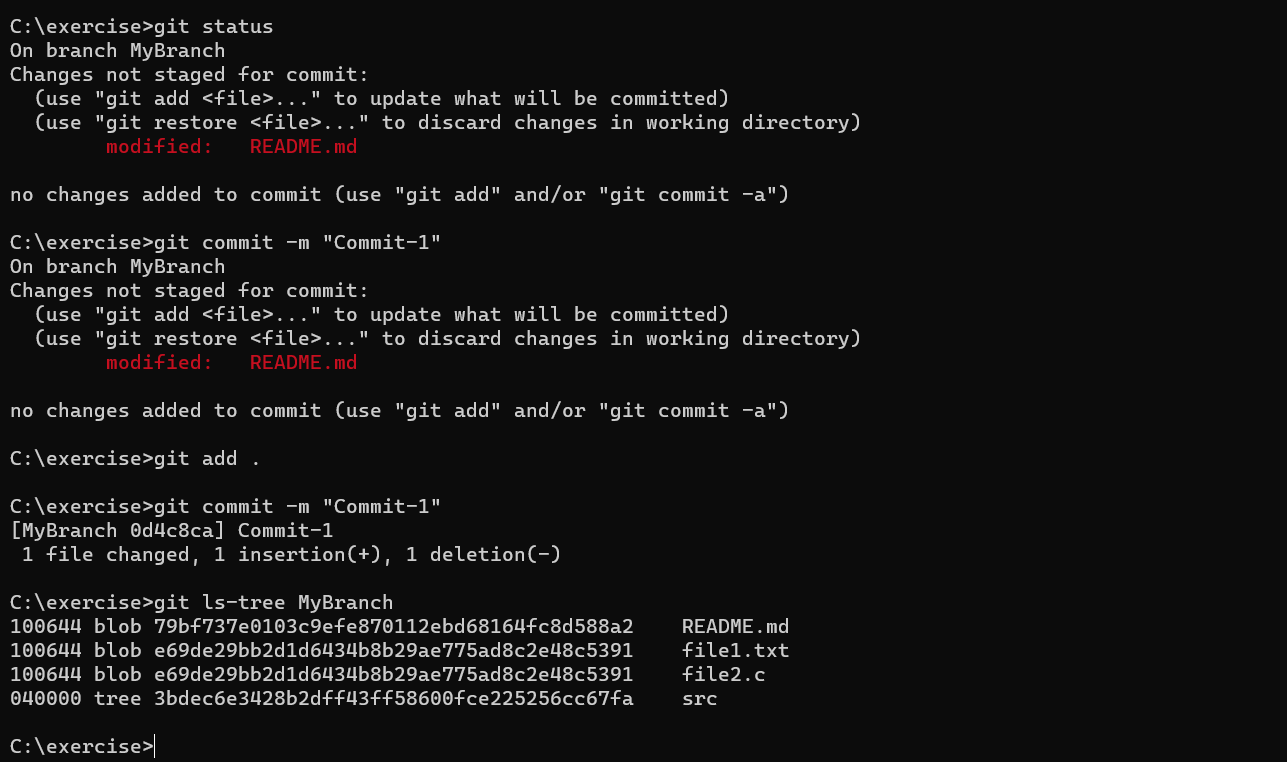 C:\exercise>git status
On branch MyBranch
Changes not staged for commit:
  (use "git add <file>..." to update what will be committed)
  (use "git restore <file>..." to discard changes in working directory)
        modified:   README.md
no changes added to commit (use "git add" and/or "git commit -a")
C:\exercise>git commit -m "Commit-1"
On branch MyBranch
Changes not staged for commit:
  (use "git add <file>..." to update what will be committed)
  (use "git restore <file>..." to discard changes in working directory)
        modified:   README.md
no changes added to commit (use "git add" and/or "git commit -a")
C:\exercise>git add .
C:\exercise>git commit -m "Commit-1"
[MyBranch 0d4c8ca] Commit-1
 1 file changed, 1 insertion(+), 1 deletion(-)
C:\exercise>git ls-tree MyBranch
100644 blob 79bf737e0103c9efe870112ebd68164fc8d588a2    README.md
100644 blob e69de29bb2d1d6434b8b29ae775ad8c2e48c5391    file1.txt
100644 blob e69de29bb2d1d6434b8b29ae775ad8c2e48c5391    file2.c
040000 tree 3bdec6e3428b2dff43ff58600fce225256cc67fa    src
C:\exercise>